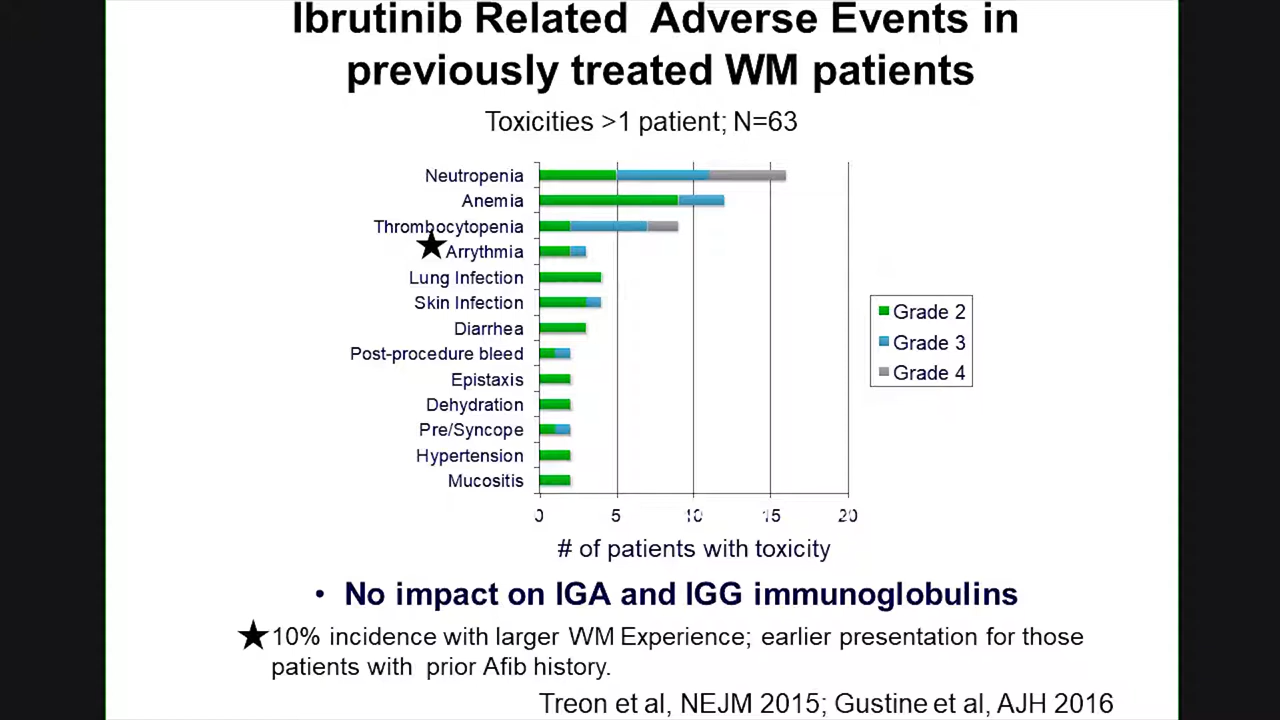 Ibrutinib Related Adverse Events in
previously treated WM patients
Toxicities >1 patient; N=63
Neutropenia
Anemia
Thrombocytopenia
Arrythmia
Lung Infection
Skin Infection
Diarrhea
Post-procedure bleed
Epistaxis
Dehydration
Pre/Syncope
Hypertension
Mucositis
Grade 2
Grade 3
Grade 4
0 5 10 15 20
# of patients with toxicity
• No impact on IGA and IGG immunoglobulins
★ 10% incidence with larger WM Experience; earlier presentation for those
patients with prior Afib history.
Treon et al, NEJM 2015; Gustine et al, AJH 2016